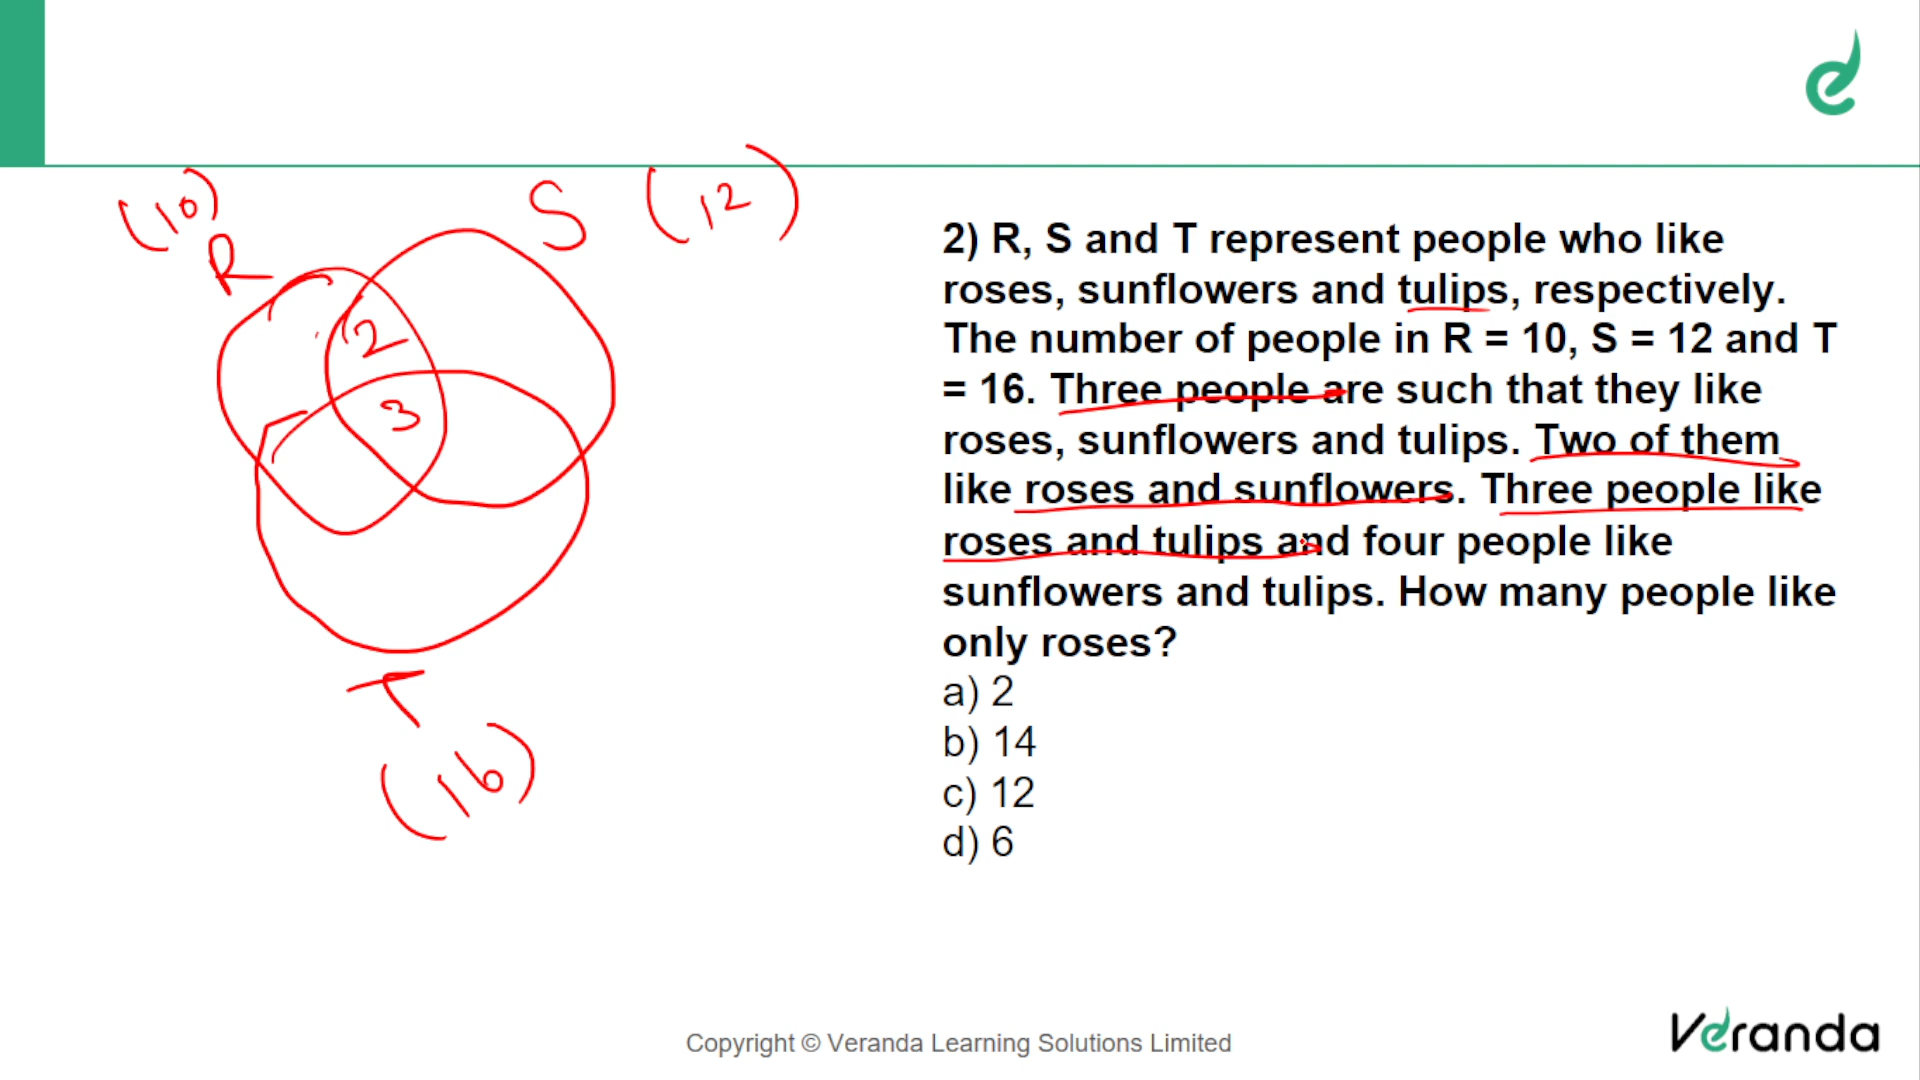 (10)
R
S (12)
2
3
T
(16)
2) R, S and T represent people who like
roses, sunflowers and tulips, respectively.
The number of people in R = 10, S = 12 and T
= 16. Three people are such that they like
roses, sunflowers and tulips. Two of them
like roses and sunflowers. Three people like
roses and tulips and four people like
sunflowers and tulips. How many people like
only roses?
a) 2
b) 14
c) 12
d) 6
Copyright © Veranda Learning Solutions Limited
Veranda